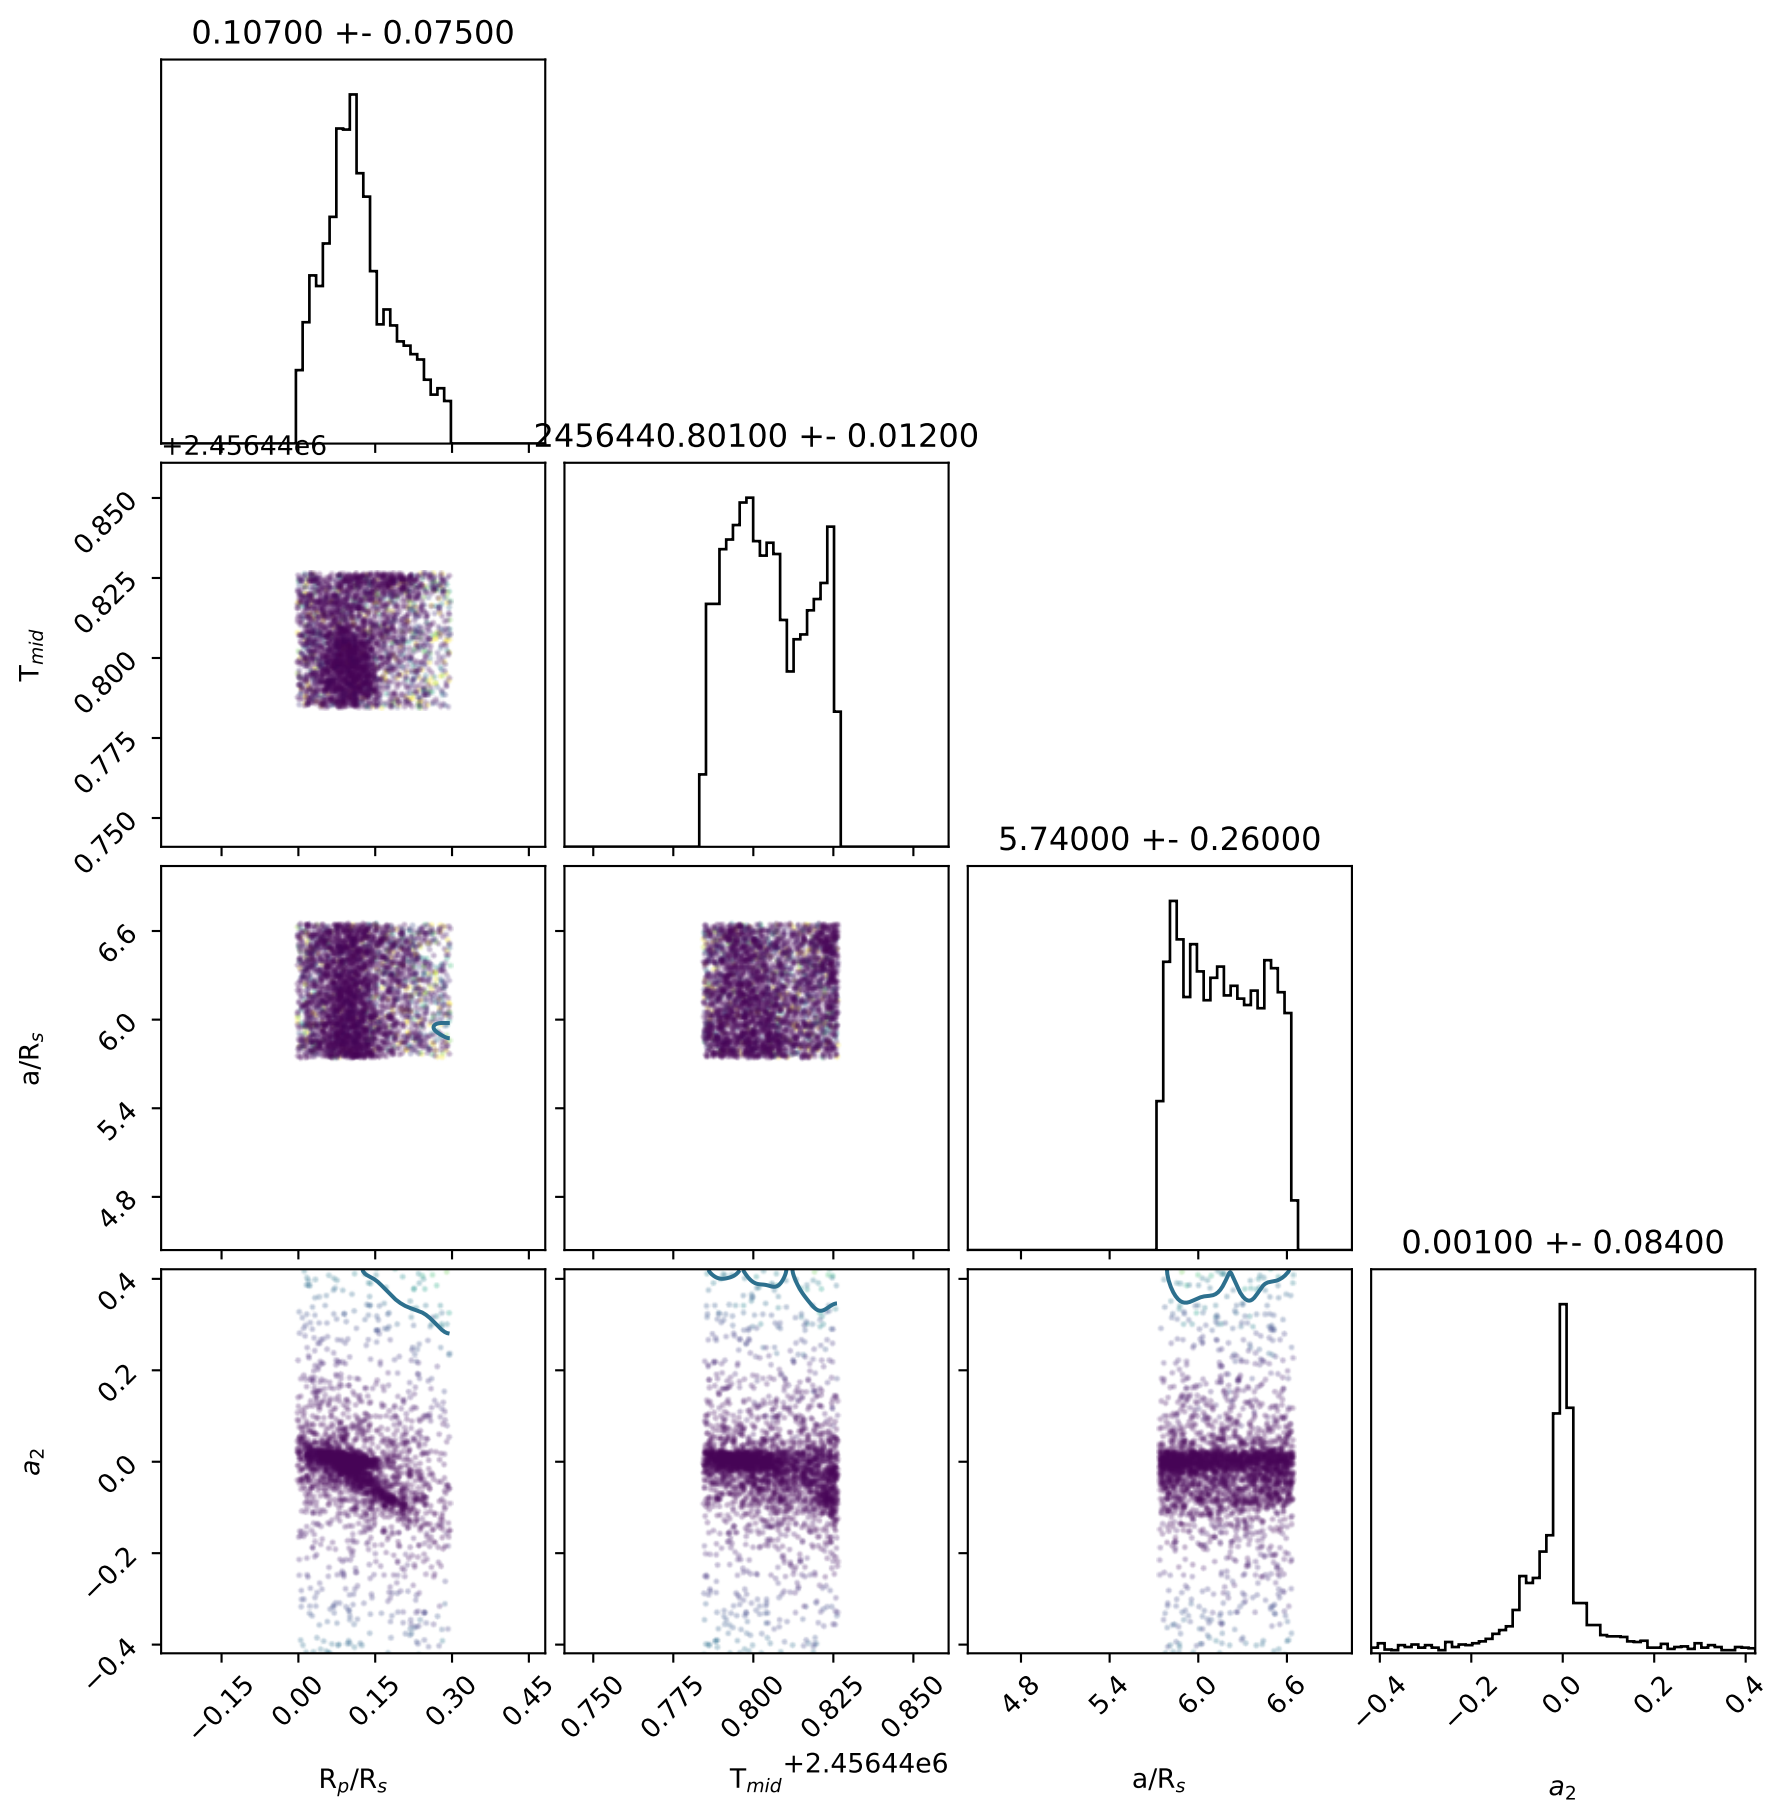 0.10700 +- 0.07500
+2.45644e6
2456440.80100 +- 0.01200
0.850
0.825
0.800
0.775
0.750
T_mid
5.74000 +- 0.26000
6.6
6.0
5.4
4.8
a/R_s
0.00100 +- 0.08400
0.4
0.2
0.0
−0.2
−0.4
a_2
−0.15 0.00 0.15 0.30 0.45 0.750 0.775 0.800 0.825 0.850 4.8 5.4 6.0 6.6 −0.4 −0.2 0.0 0.2 0.4
+2.45644e6
R_p/R_s T_mid a/R_s a_2